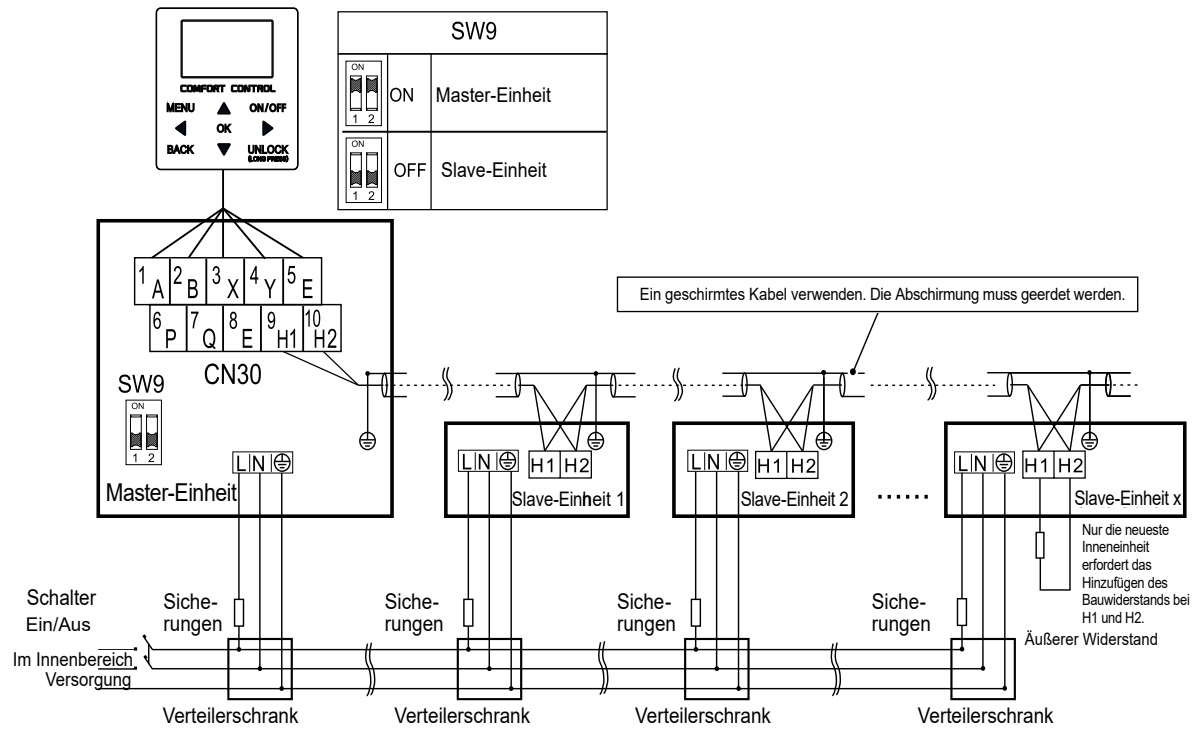 COMFORT CONTROL
MENU ON/OFF
OK
BACK UNLOCK
(LONG PRESS)
SW9
ON
1 2
ON Master-Einheit
ON
1 2
OFF Slave-Einheit
1 A 2 B 3 X 4 Y 5 E
6 P 7 Q 8 E 9 H1 10 H2
CN30
SW9
ON
1 2
L N
Master-Einheit
Ein geschirmtes Kabel verwenden. Die Abschirmung muss geerdet werden.
L N
H1 H2
Slave-Einheit 1
L N
H1 H2
Slave-Einheit 2
......
L N
H1 H2
Slave-Einheit x
Nur die neueste
Inneneinheit
erfordert das
Hinzufügen des
Bauwiderstands bei
H1 und H2.
Äußerer Widerstand
Schalter
Ein/Aus
Im Innenbereich
Versorgung
Siche-
rungen
Siche-
rungen
Siche-
rungen
Siche-
rungen
Verteilerschrank
Verteilerschrank
Verteilerschrank
Verteilerschrank